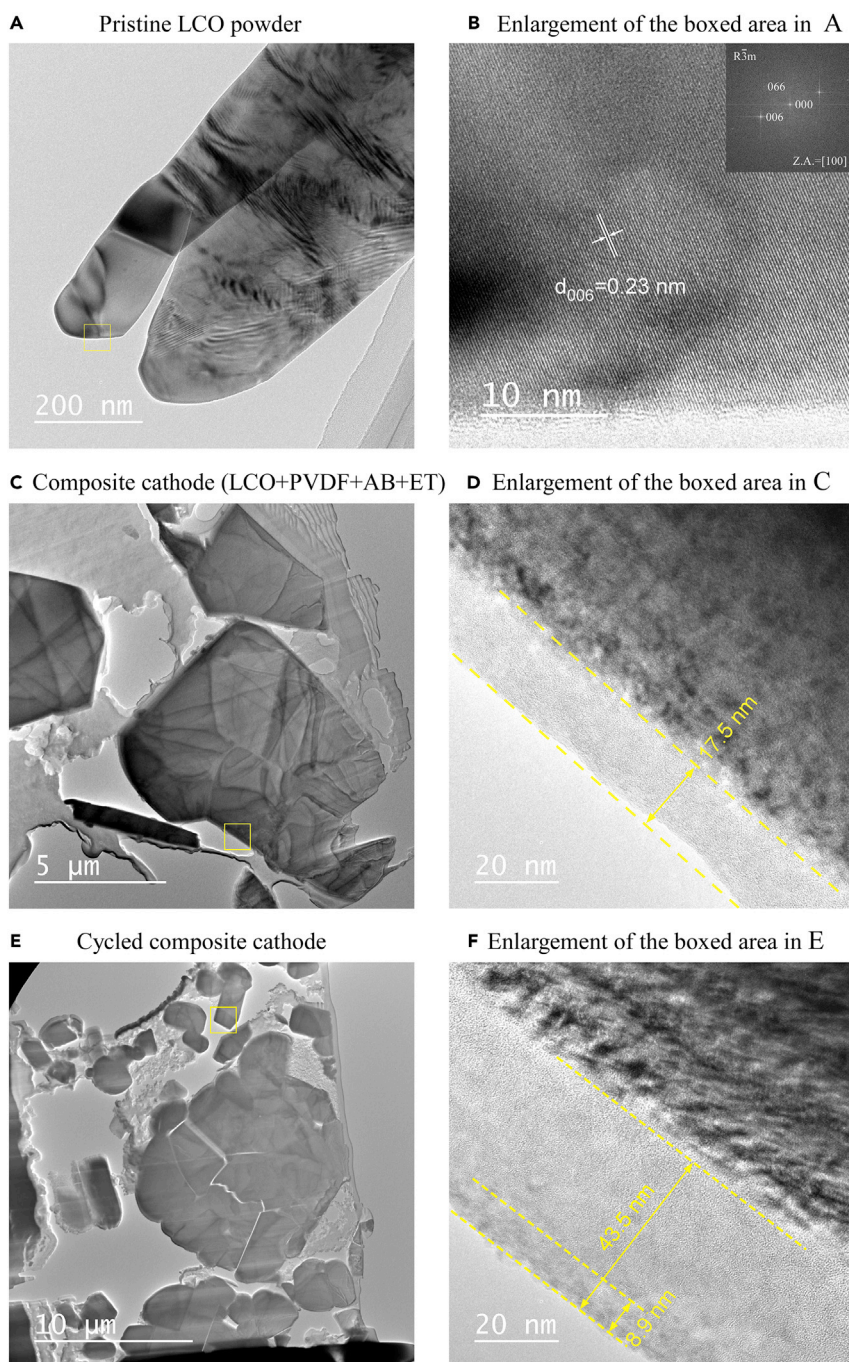 A Pristine LCO powder
B Enlargement of the boxed area in A
200 nm
R3̅m
066
000
006
Z.A.=[100]
d006=0.23 nm
10 nm
C Composite cathode (LCO+PVDF+AB+ET)
D Enlargement of the boxed area in C
5 µm
17.5 nm
20 nm
E Cycled composite cathode
F Enlargement of the boxed area in E
10 µm
43.5 nm
8.9 nm
20 nm